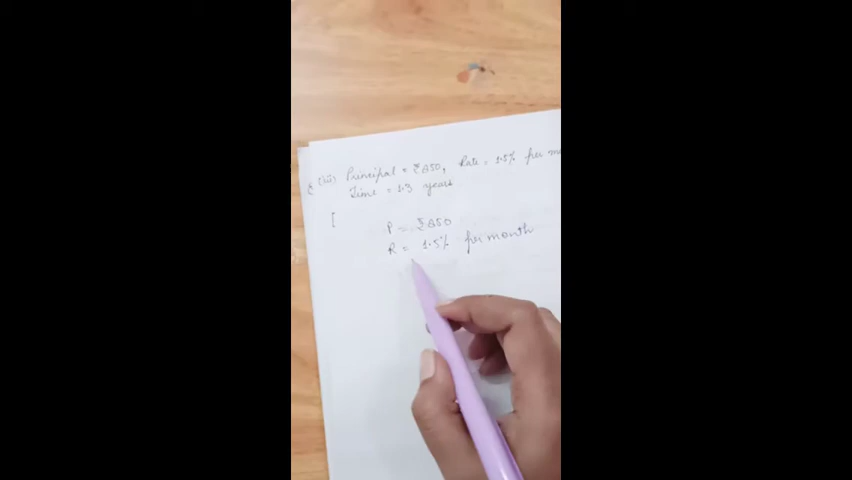 (iii) Principal = ₹850, Rate = 1.5% per
Time = 1.3 years
[
P = ₹850
R = 1.5% per month